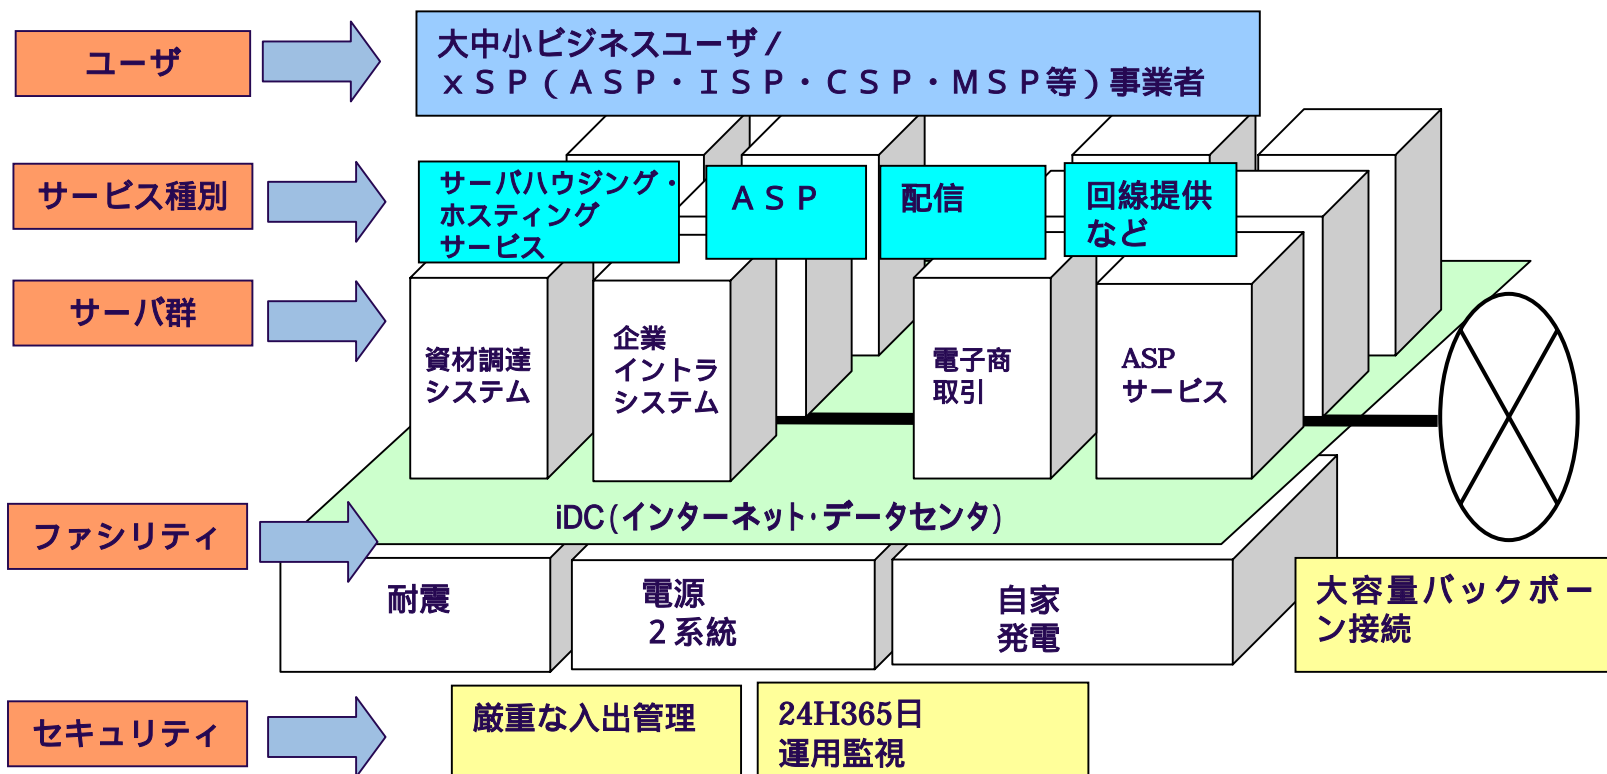 ユーザ
大中小ビジネスユーザ/
xSP(ASP・ISP・CSP・MSP等)事業者
サービス種別
サーバハウジング・
ホスティング
サービス
ASP
配信
回線提供
など
サーバ群
資材調達
システム
企業
イントラ
システム
電子商
取引
ASP
サービス
iDC(インターネット・データセンタ)
ファシリティ
耐震
電源
2系統
自家
発電
大容量バックボー
ン接続
セキュリティ
厳重な入出管理
24H365日
運用監視